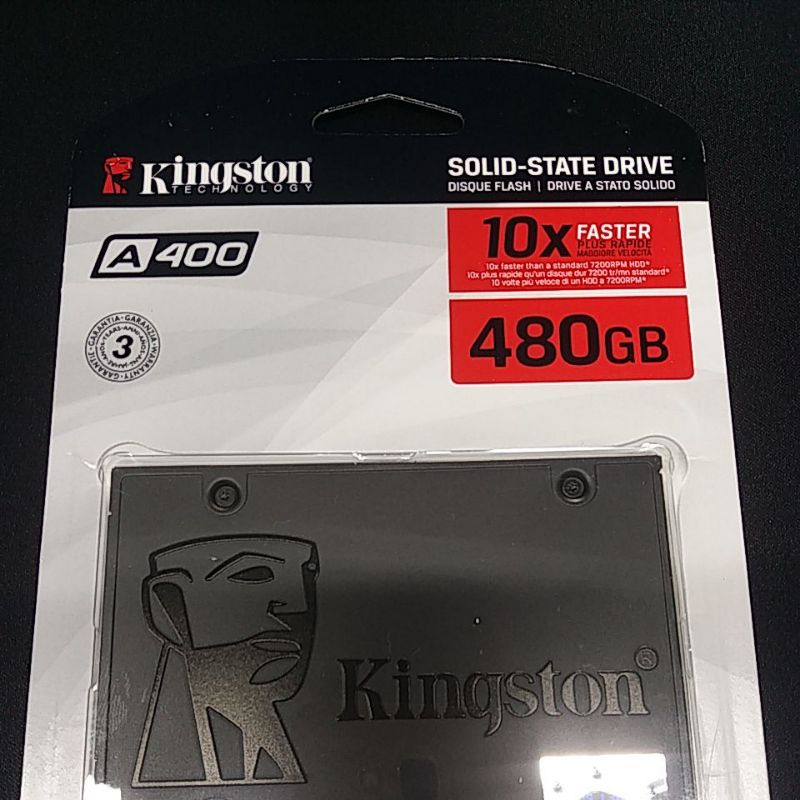 Kingston
TECHNOLOGY
SOLID-STATE DRIVE
DISQUE FLASH | DRIVE A STATO SOLIDO
A400
10x FASTER
PLUS RAPIDE
MAGGIORE VELOCITÀ
10x faster than a standard 7200RPM HDD*
10x plus rapide qu'un disque dur 7200 tr/mn standard*
10 volte più veloce di un HDD a 7200RPM*
3
480GB
Kingston®